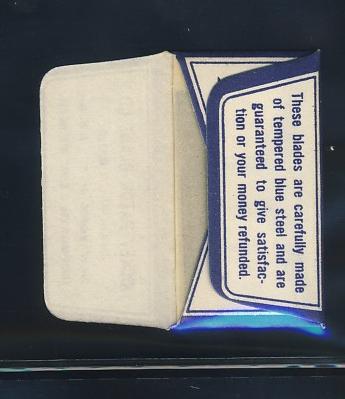 These blades are carefully made
of tempered blue steel and are
guaranteed to give satisfac-
tion or your money refunded.